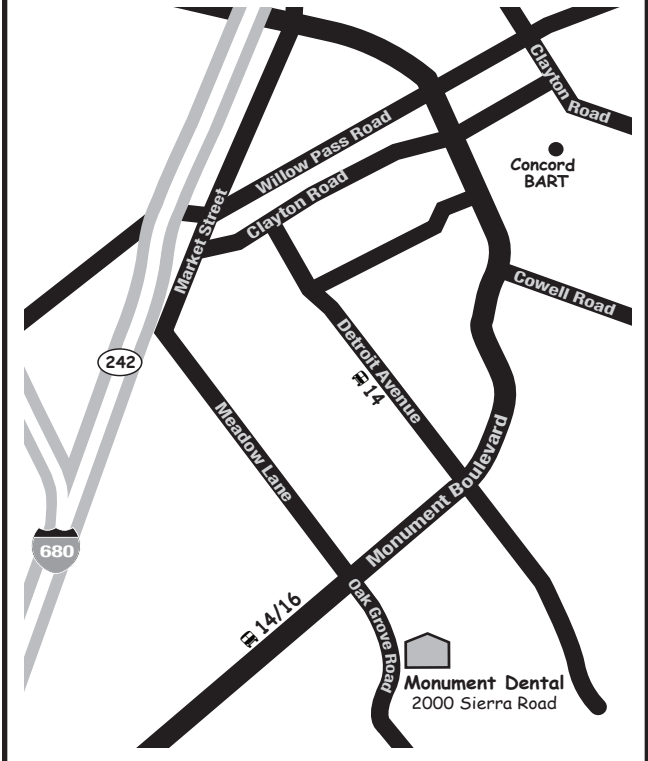 Clayton
Road
Willow Pass Road
Concord
BART
Clayton Road
Market Street
Cowell Road
242
Detroit Avenue
14
Meadow Lane
Monument Boulevard
680
14/16
Oak Grove Road
Monument Dental
2000 Sierra Road